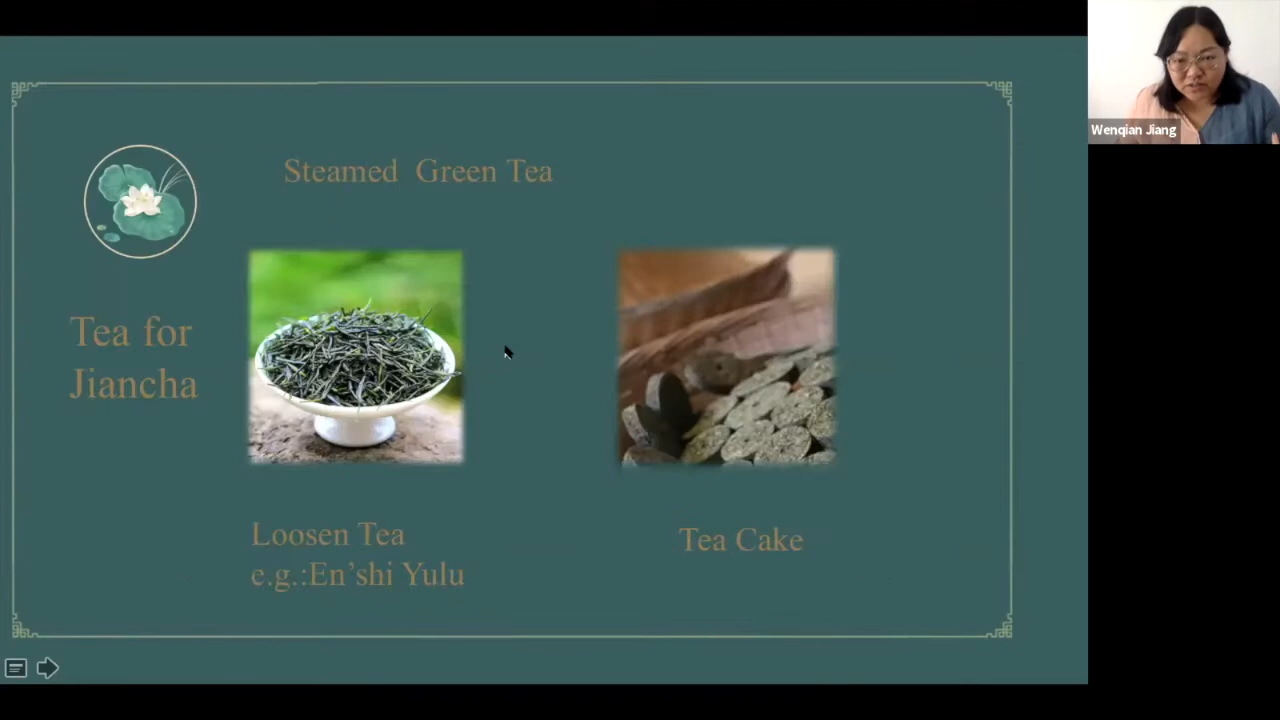 Wenqian Jiang
Steamed Green Tea
Tea for
Jiancha
Loosen Tea
e.g.:En’shi Yulu
Tea Cake